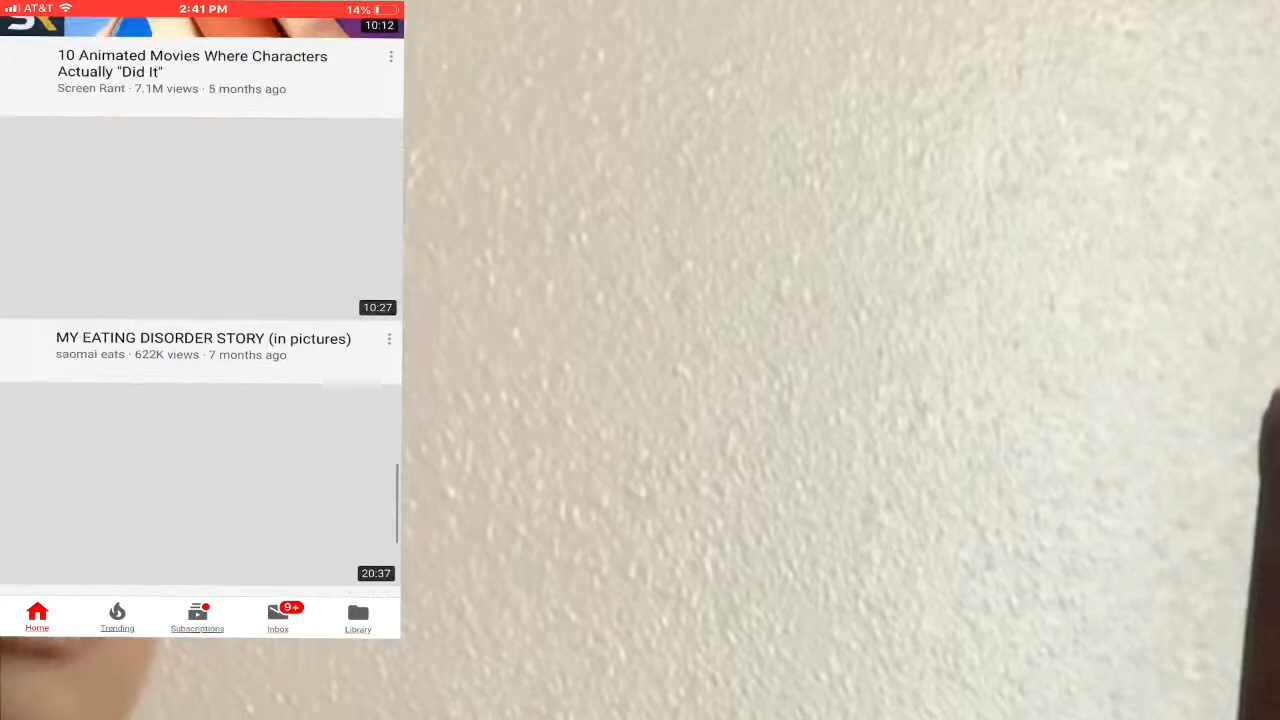 AT&T 2:41 PM 14%
10:12
10 Animated Movies Where Characters
Actually "Did It"
Screen Rant · 7.1M views · 5 months ago
10:27
MY EATING DISORDER STORY (in pictures)
saomai eats · 622K views · 7 months ago
20:37
9+
Home Trending Subscriptions Inbox Library